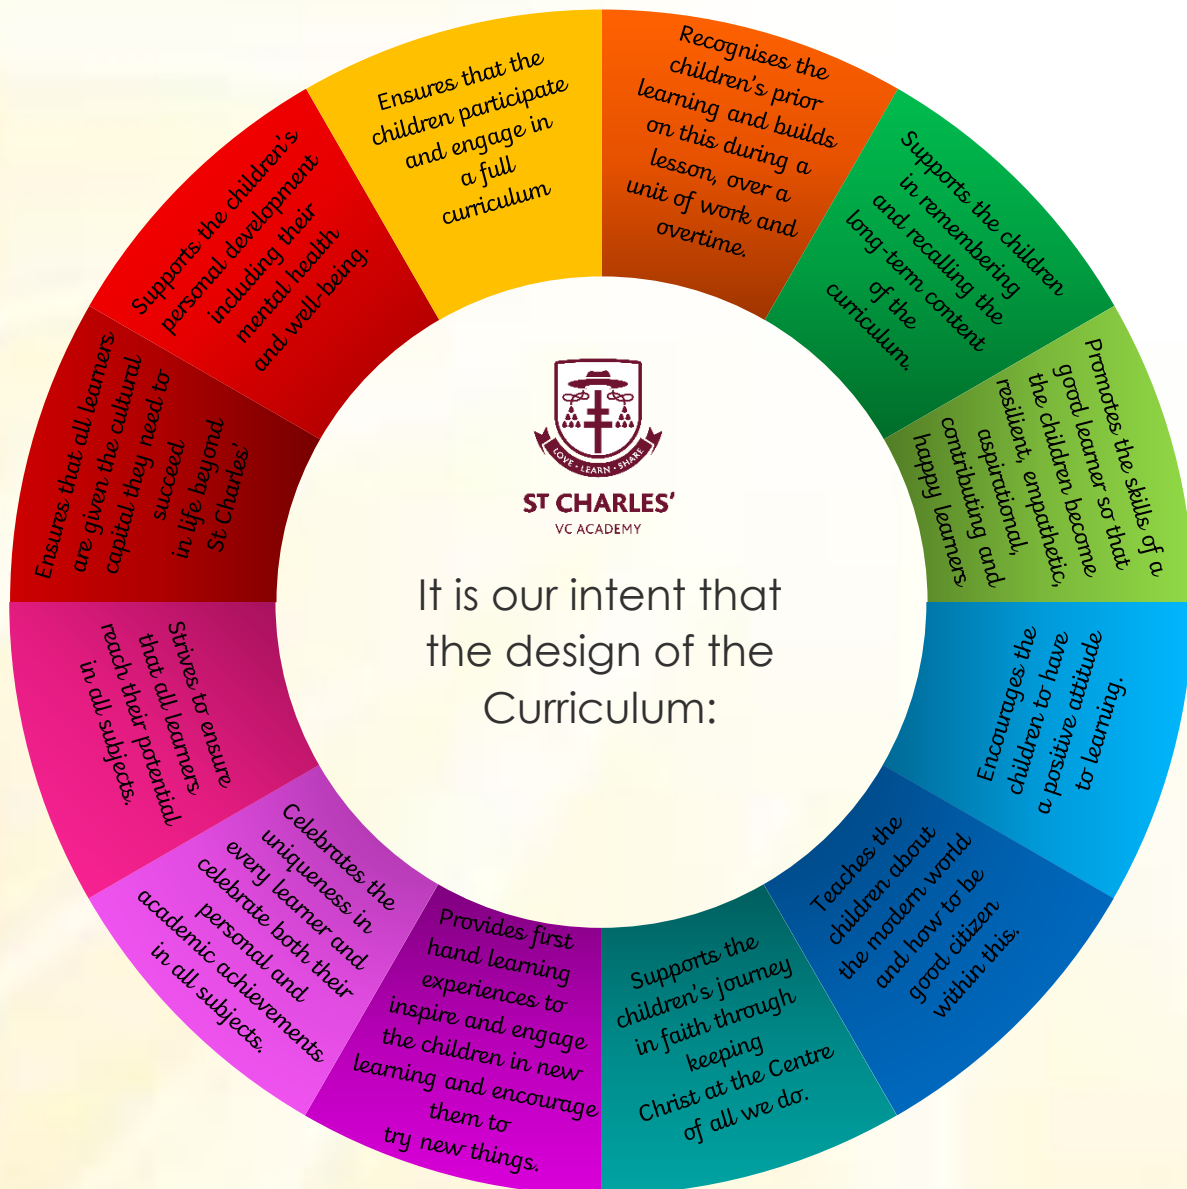 LOVE • LEARN • SHARE
ST CHARLES'
VC ACADEMY
It is our intent that
the design of the
Curriculum:
Recognises the
children's prior
learning and builds
on this during a
lesson, over a
unit of work and
overtime.
Supports the children
in remembering
and recalling the
long-term content
of the
curriculum.
Promotes the skills of a
good learner so that
the children become
resilient, empathetic,
aspirational,
contributing and
happy learners
Encourages the
children to have
a positive attitude
to learning.
Teaches the
children about
the modern world
and how to be
good citizen
within this.
Supports the
children's journey
in faith through
keeping
Christ at the Centre
of all we do.
Provides first
hand learning
experiences to
inspire and engage
the children in new
learning and encourage
them to
try new things.
Celebrates the
uniqueness in
every learner and
celebrate both their
personal and
academic achievements
in all subjects.
Strives to ensure
that all learners
reach their potential
in all subjects.
Ensures that all learners
are given the cultural
capital they need to
succeed
in life beyond
St Charles'
Supports the children's
personal development
including their
mental health
and well-being.
Ensures that the
children participate
and engage in
a full
curriculum